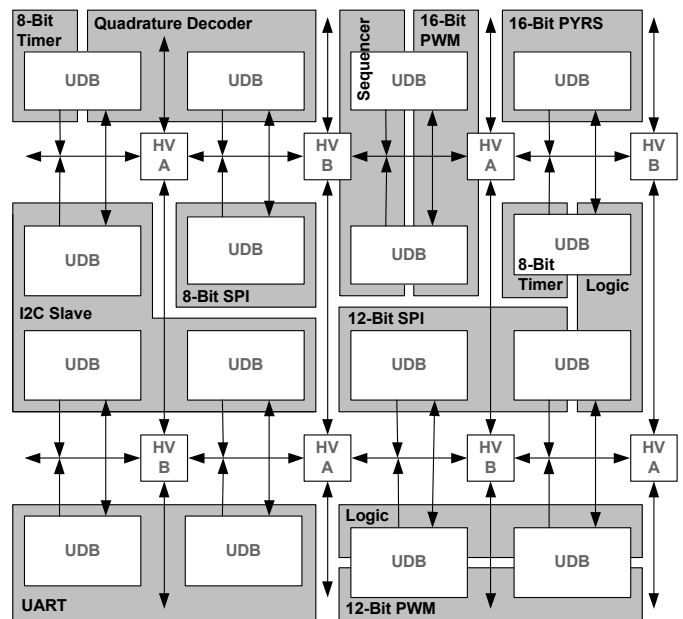 8-Bit
Timer
Quadrature Decoder
Sequencer
16-Bit
PWM
16-Bit PYRS
UDB
UDB
UDB
UDB
HV
A
HV
B
HV
A
HV
B
UDB
UDB
UDB
UDB
8-Bit SPI
8-Bit
Timer
Logic
I2C Slave
12-Bit SPI
UDB
UDB
UDB
UDB
HV
B
HV
A
HV
B
HV
A
Logic
UDB
UDB
UDB
UDB
UART
12-Bit PWM